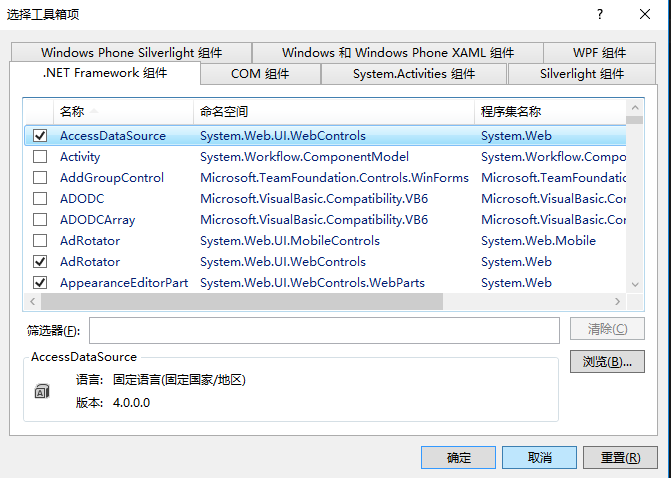 选择工具箱项
Windows Phone Silverlight 组件 Windows 和 Windows Phone XAML 组件 WPF 组件
.NET Framework 组件 COM 组件 System.Activities 组件 Silverlight 组件
名称 命名空间 程序集名称
AccessDataSource System.Web.UI.WebControls System.Web
Activity System.Workflow.ComponentModel System.Workflow.Compo
AddGroupControl Microsoft.TeamFoundation.Controls.WinForms Microsoft.TeamFoundatio
ADODC Microsoft.VisualBasic.Compatibility.VB6 Microsoft.VisualBasic.Cor
ADODCArray Microsoft.VisualBasic.Compatibility.VB6 Microsoft.VisualBasic.Cor
AdRotator System.Web.UI.MobileControls System.Web.Mobile
AdRotator System.Web.UI.WebControls System.Web
AppearanceEditorPart System.Web.UI.WebControls.WebParts System.Web
筛选器(F): 清除(C)
AccessDataSource 浏览(B)...
语言: 固定语言(固定国家/地区)
版本: 4.0.0.0
确定 取消 重置(R)